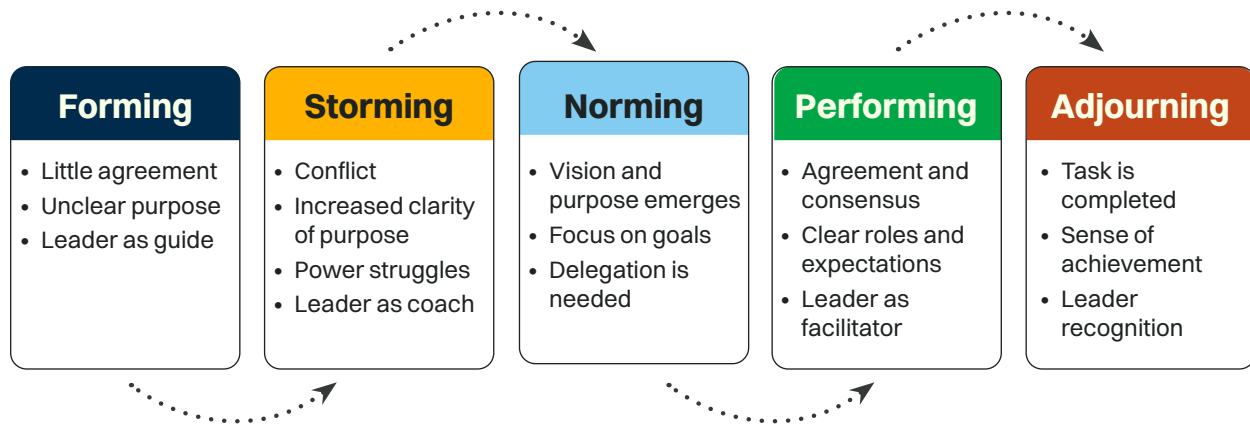 Forming
• Little agreement
• Unclear purpose
• Leader as guide
Storming
• Conflict
• Increased clarity
of purpose
• Power struggles
• Leader as coach
Norming
• Vision and
purpose emerges
• Focus on goals
• Delegation is
needed
Performing
• Agreement and
consensus
• Clear roles and
expectations
• Leader as
facilitator
Adjourning
• Task is
completed
• Sense of
achievement
• Leader
recognition